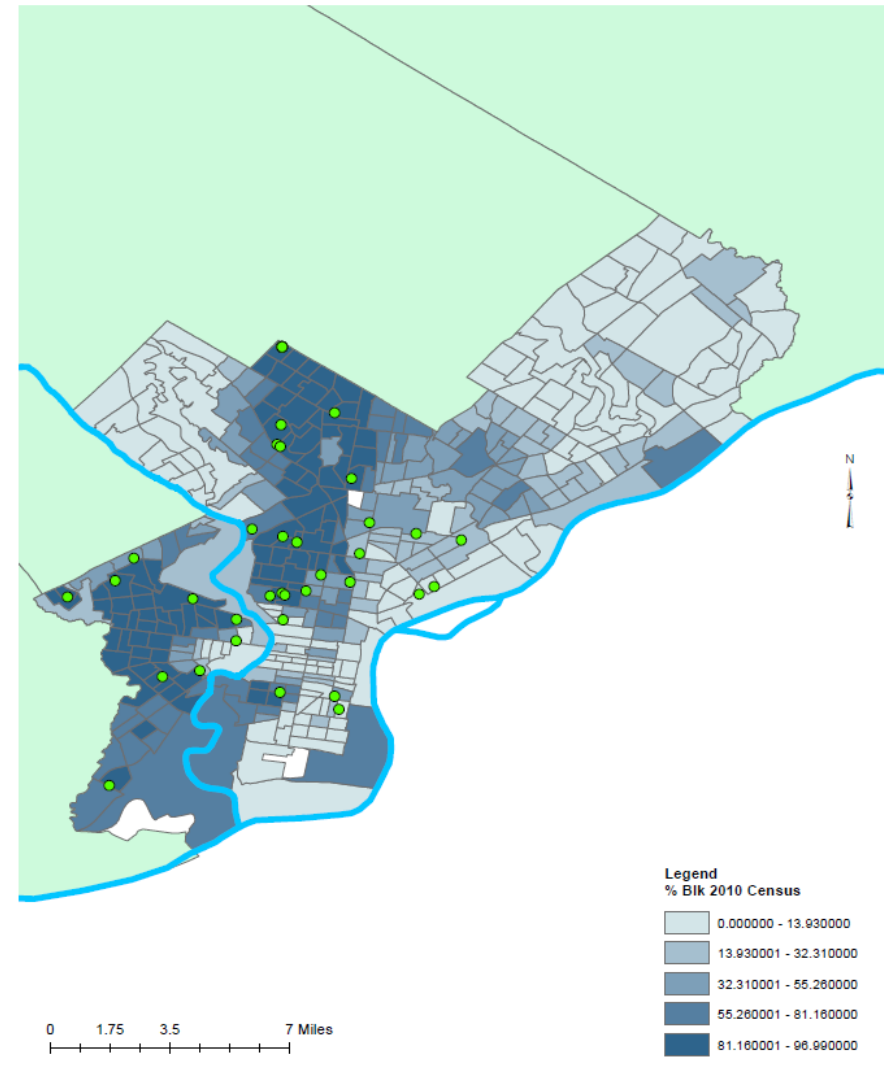 N
Legend
% Blk 2010 Census
0.000000 - 13.930000
13.930001 - 32.310000
32.310001 - 55.260000
55.260001 - 81.160000
81.160001 - 96.990000
0 1.75 3.5 7 Miles